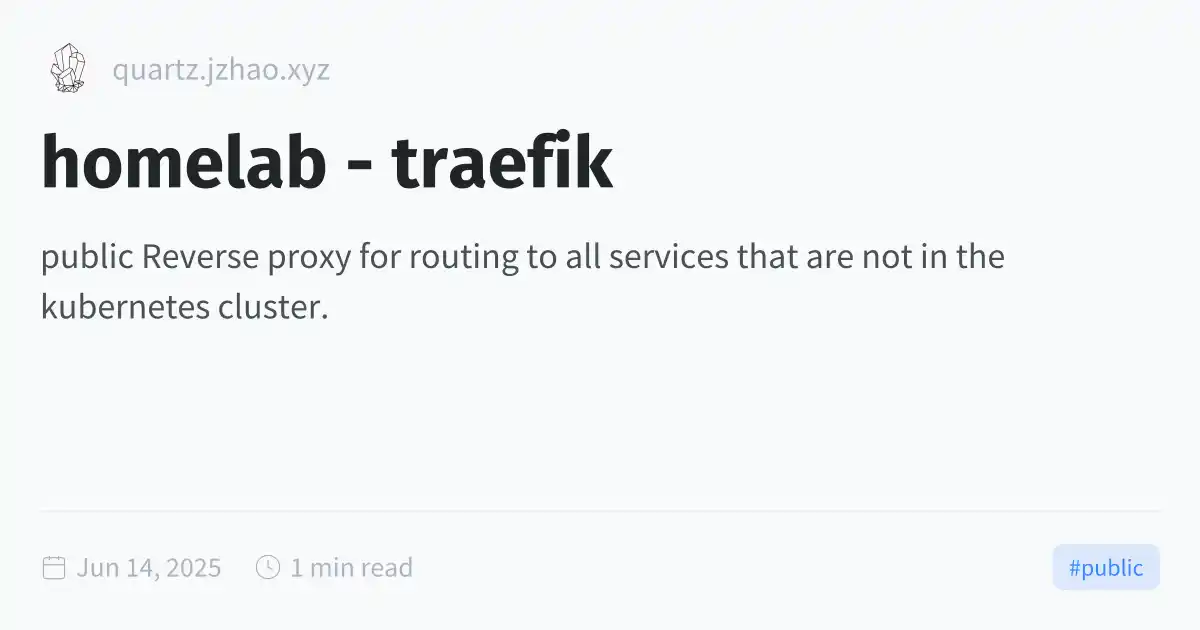 quartz.jzhao.xyz
homelab - traefik
public Reverse proxy for routing to all services that are not in the
kubernetes cluster.
Jun 14, 2025 1 min read #public